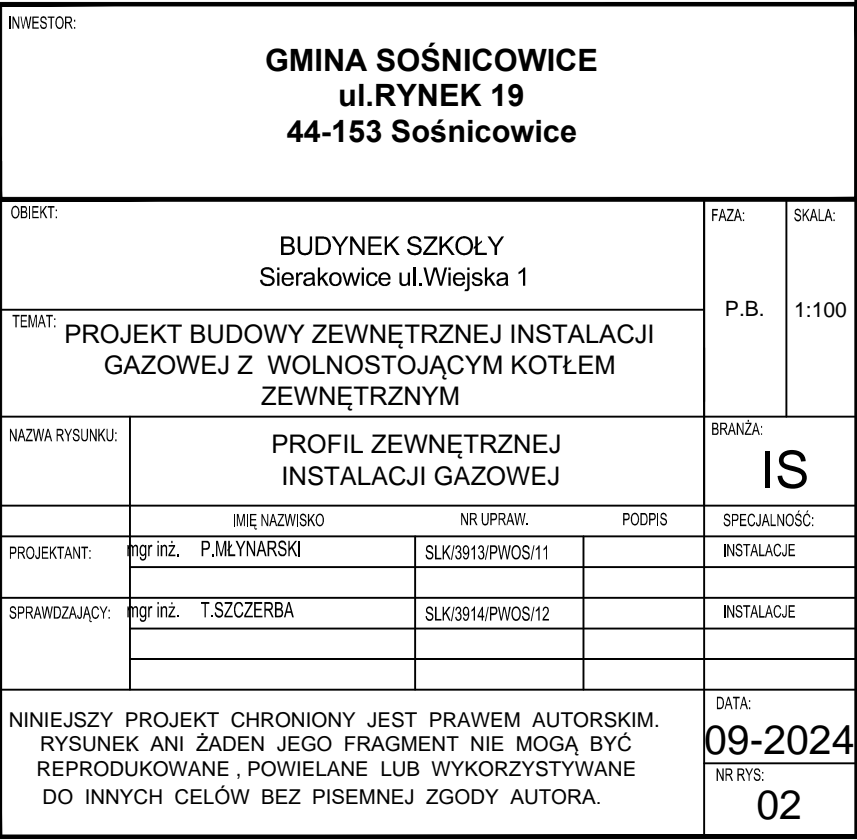 INWESTOR:
GMINA SOŚNICOWICE
ul.RYNEK 19
44-153 Sośnicowice
OBIEKT:
BUDYNEK SZKOŁY
Sierakowice ul.Wiejska 1
FAZA:
P.B.
SKALA:
1:100
TEMAT:
PROJEKT BUDOWY ZEWNĘTRZNEJ INSTALACJI
GAZOWEJ Z WOLNOSTOJĄCYM KOTŁEM
ZEWNĘTRZNYM
NAZWA RYSUNKU:
PROFIL ZEWNĘTRZNEJ
INSTALACJI GAZOWEJ
BRANŻA:
IS
IMIĘ NAZWISKO NR UPRAW. PODPIS SPECJALNOŚĆ:
PROJEKTANT: mgr inż. P.MŁYNARSKI SLK/3913/PWOS/11 INSTALACJE
SPRAWDZAJĄCY: mgr inż. T.SZCZERBA SLK/3914/PWOS/12 INSTALACJE
NINIEJSZY PROJEKT CHRONIONY JEST PRAWEM AUTORSKIM.
RYSUNEK ANI ŻADEN JEGO FRAGMENT NIE MOGĄ BYĆ
REPRODUKOWANE , POWIELANE LUB WYKORZYSTYWANE
DO INNYCH CELÓW BEZ PISEMNEJ ZGODY AUTORA.
DATA:
09-2024
NR RYS:
02